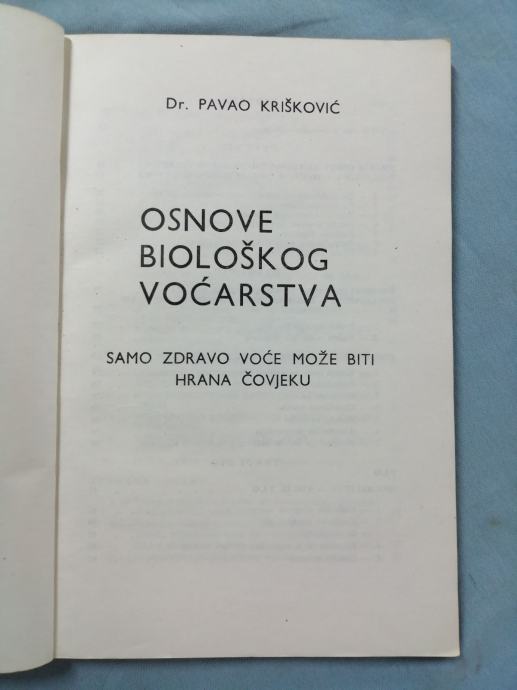 Dr. PAVAO KRIŠKOVIĆ
OSNOVE
BIOLOŠKOG
VOĆARSTVA
SAMO ZDRAVO VOĆE MOŽE BITI
HRANA ČOVJEKU